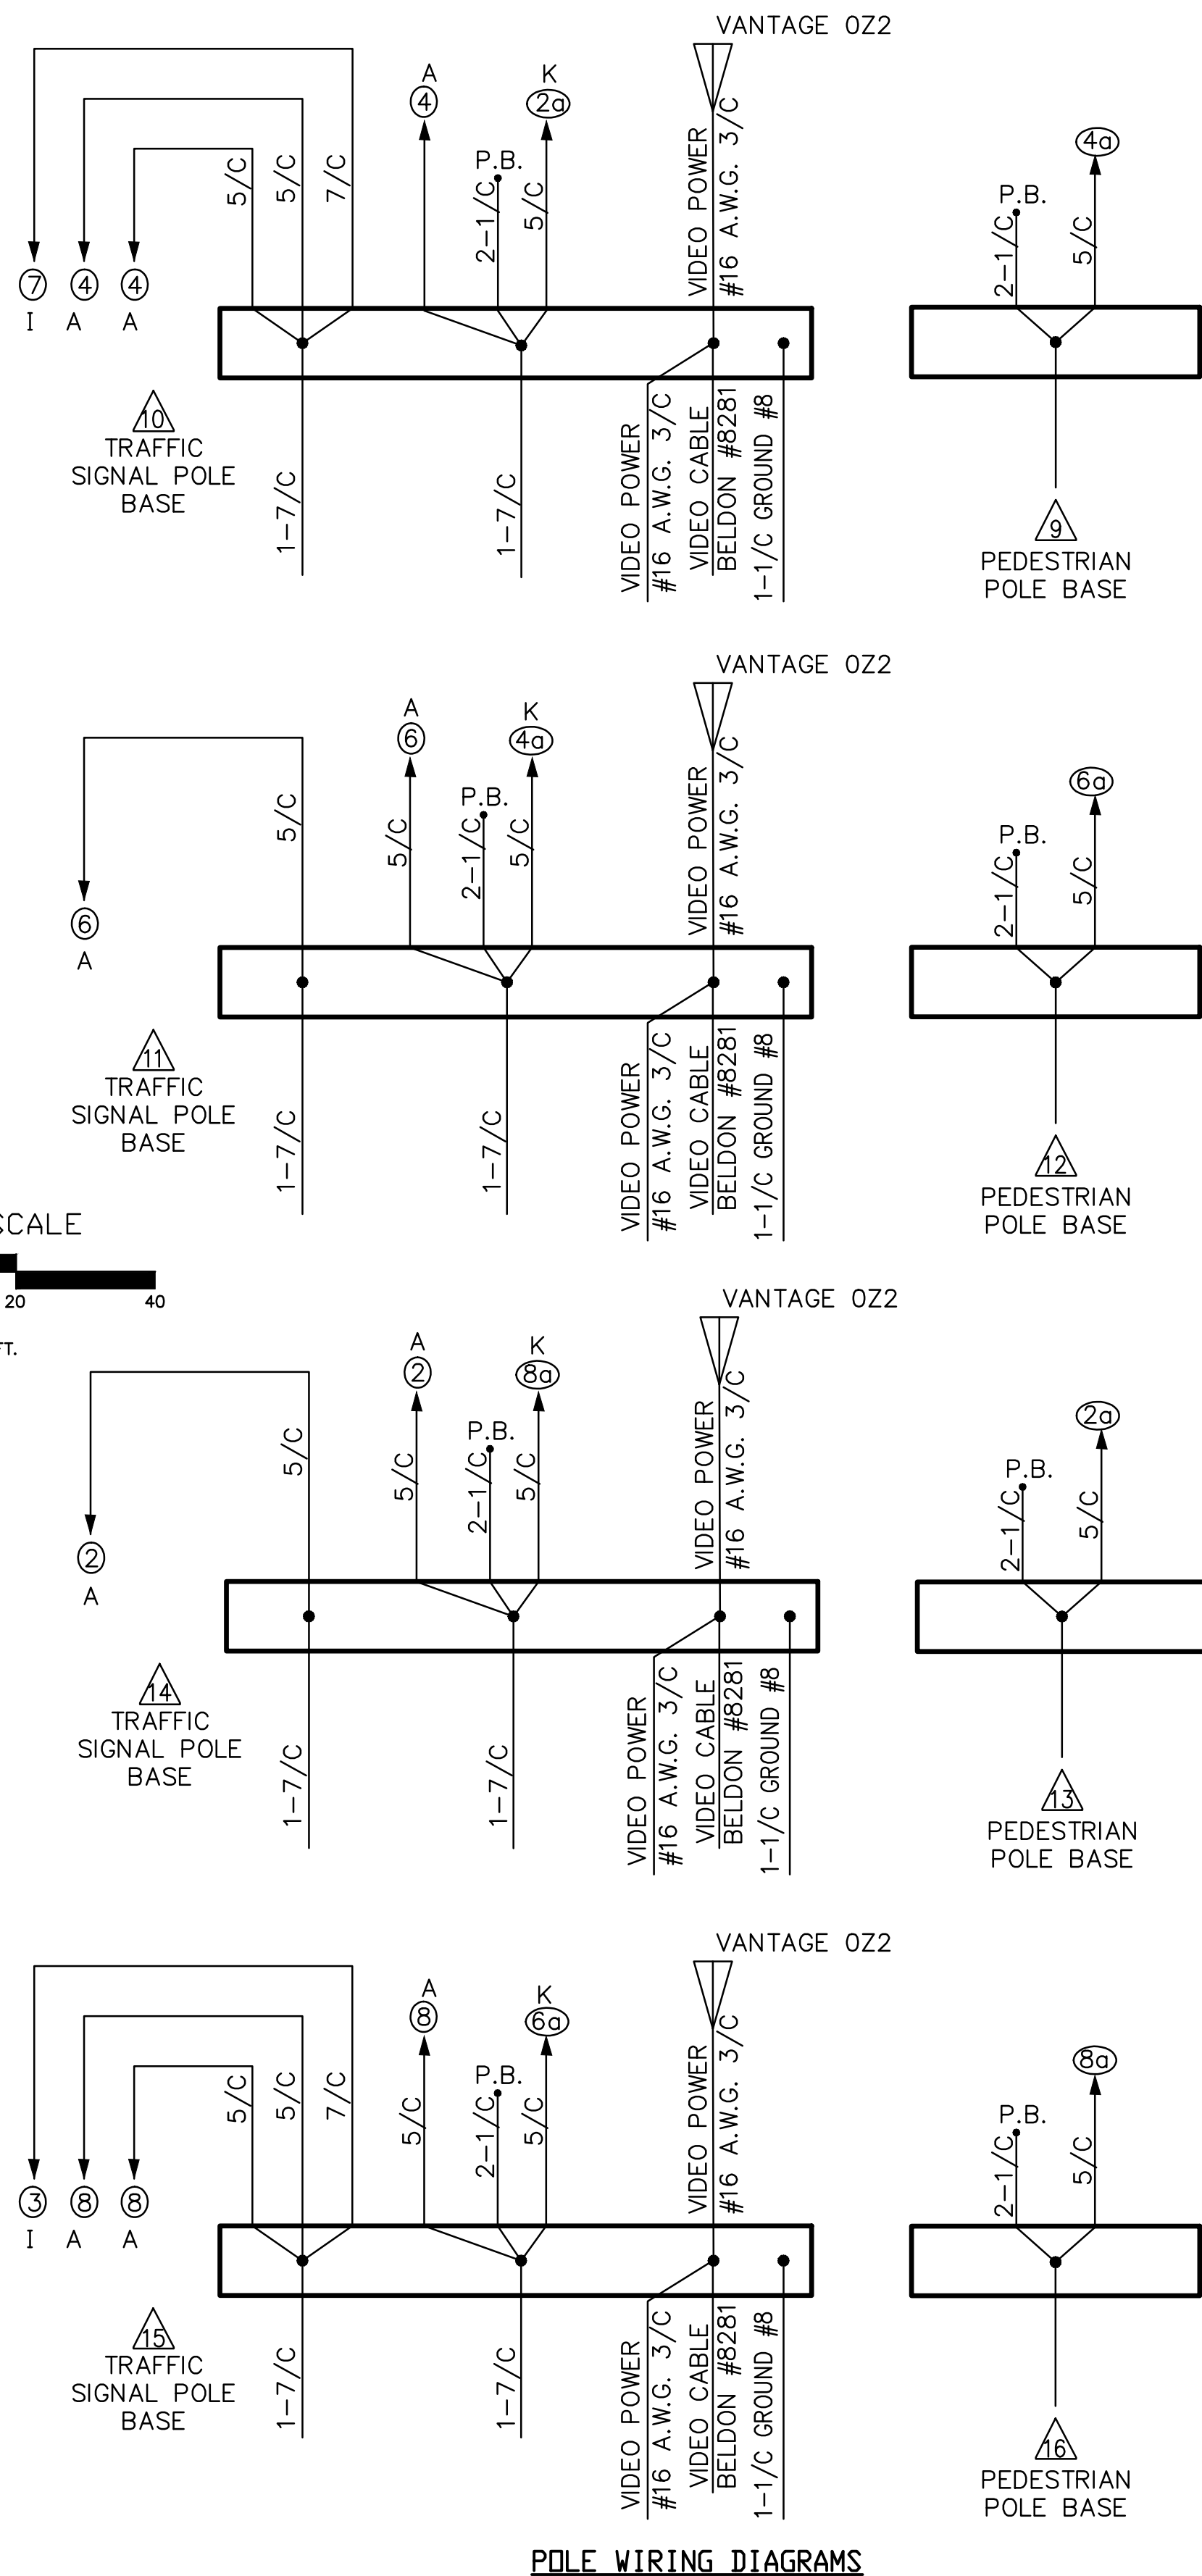 VANTAGE OZ2
A
4
K
2a
P.B.
5/C
5/C
7/C
2-1/C
5/C
VIDEO POWER
#16 A.W.G. 3/C
7
4
4
I
A
A
10
TRAFFIC
SIGNAL POLE
BASE
1-7/C
1-7/C
VIDEO POWER
#16 A.W.G. 3/C
VIDEO CABLE
BELDON #8281
1-1/C GROUND #8
4a
P.B.
2-1/C
5/C
9
PEDESTRIAN
POLE BASE
VANTAGE OZ2
A
6
K
4a
P.B.
5/C
5/C
2-1/C
5/C
VIDEO POWER
#16 A.W.G. 3/C
6
A
11
TRAFFIC
SIGNAL POLE
BASE
1-7/C
1-7/C
VIDEO POWER
#16 A.W.G. 3/C
VIDEO CABLE
BELDON #8281
1-1/C GROUND #8
6a
P.B.
2-1/C
5/C
12
PEDESTRIAN
POLE BASE
SCALE
20
40
FT.
VANTAGE OZ2
A
2
K
8a
P.B.
5/C
5/C
2-1/C
5/C
VIDEO POWER
#16 A.W.G. 3/C
2
A
14
TRAFFIC
SIGNAL POLE
BASE
1-7/C
1-7/C
VIDEO POWER
#16 A.W.G. 3/C
VIDEO CABLE
BELDON #8281
1-1/C GROUND #8
2a
P.B.
2-1/C
5/C
13
PEDESTRIAN
POLE BASE
VANTAGE OZ2
A
8
K
6a
P.B.
5/C
5/C
7/C
5/C
2-1/C
5/C
VIDEO POWER
#16 A.W.G. 3/C
3
8
8
I
A
A
15
TRAFFIC
SIGNAL POLE
BASE
1-7/C
1-7/C
VIDEO POWER
#16 A.W.G. 3/C
VIDEO CABLE
BELDON #8281
1-1/C GROUND #8
8a
P.B.
2-1/C
5/C
16
PEDESTRIAN
POLE BASE
POLE WIRING DIAGRAMS